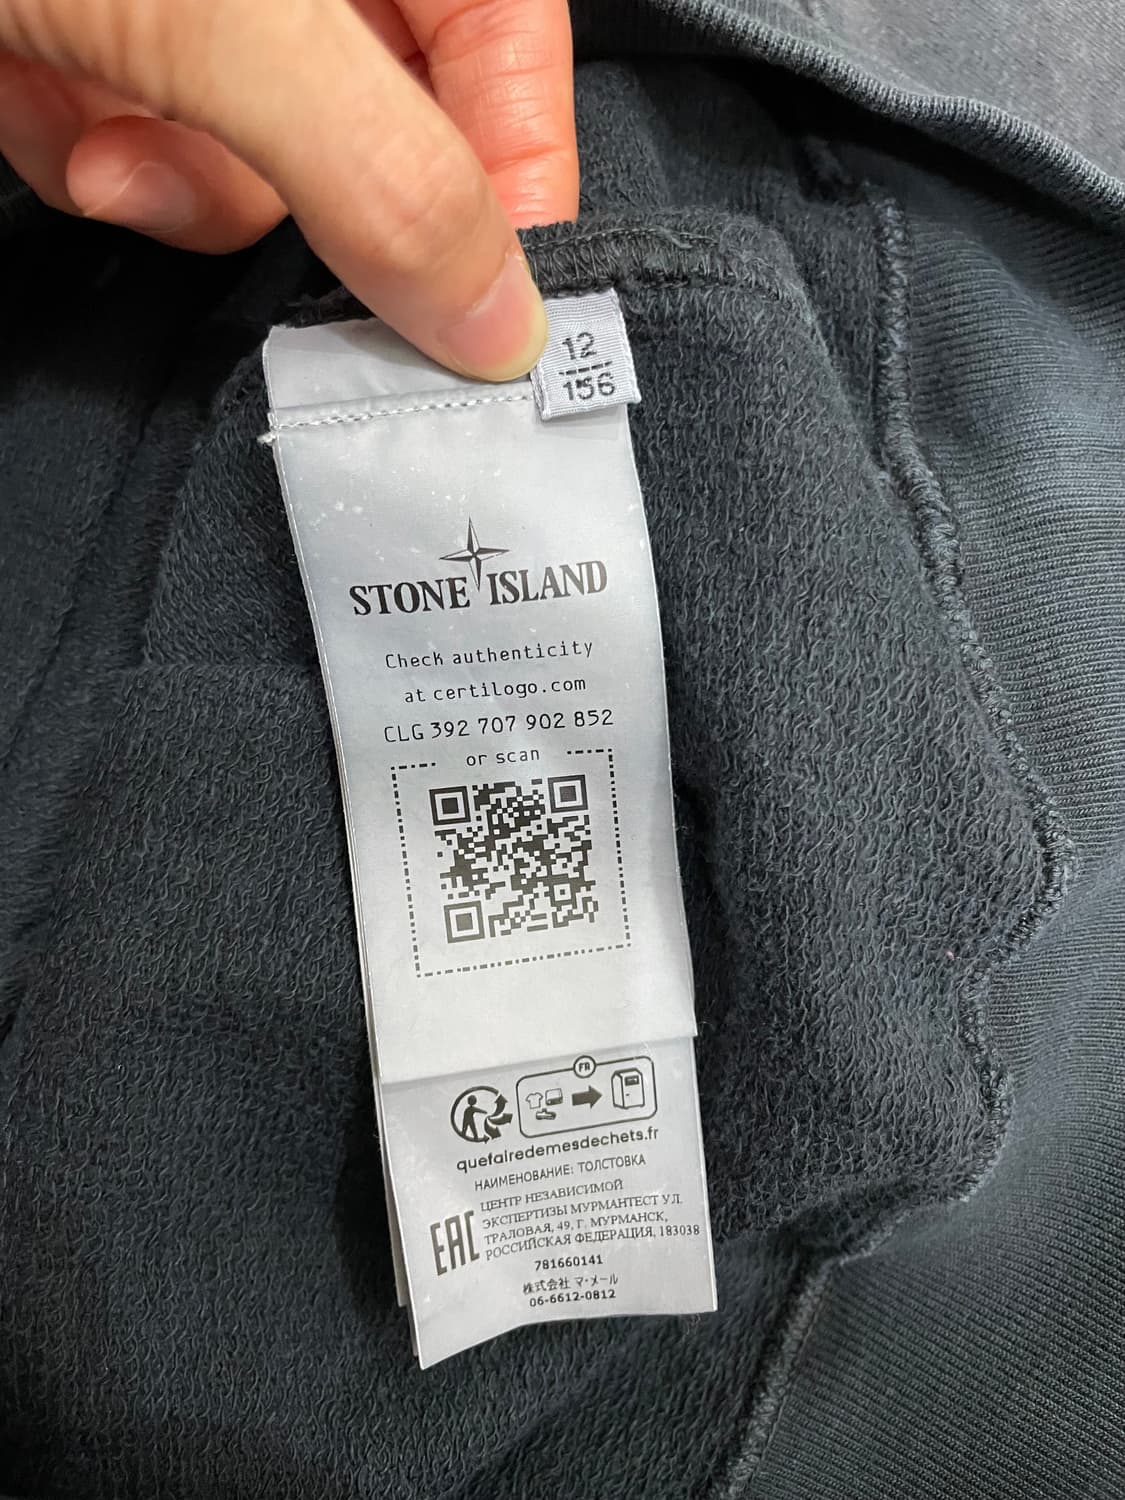 12
156
STONE ISLAND
Check authenticity
at certilogo.com
CLG 392 707 902 852
or scan
FR
quefairedemesdechets.fr
НАИМЕНОВАНИЕ: ТОЛСТОВКА
ЦЕНТР НЕЗАВИСИМОЙ
ЭКСПЕРТИЗЫ МУРМАНТЕСТ УЛ.
ТРАЛОВАЯ, 49, Г. МУРМАНСК,
РОССИЙСКАЯ ФЕДЕРАЦИЯ, 183038
EAC
781660141
株式会社 マ・メール
06-6612-0812